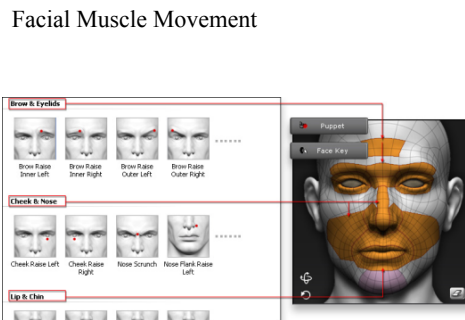 Facial Muscle Movement
Brow & Eyelids
Puppet
Face Key
Brow Raise Inner Left
Brow Raise Inner Right
Brow Raise Outer Left
Brow Raise Outer Right
Cheek & Nose
Cheek Raise Left
Cheek Raise Right
Nose Scrunch
Nose Flank Raise Left
Lip & Chin